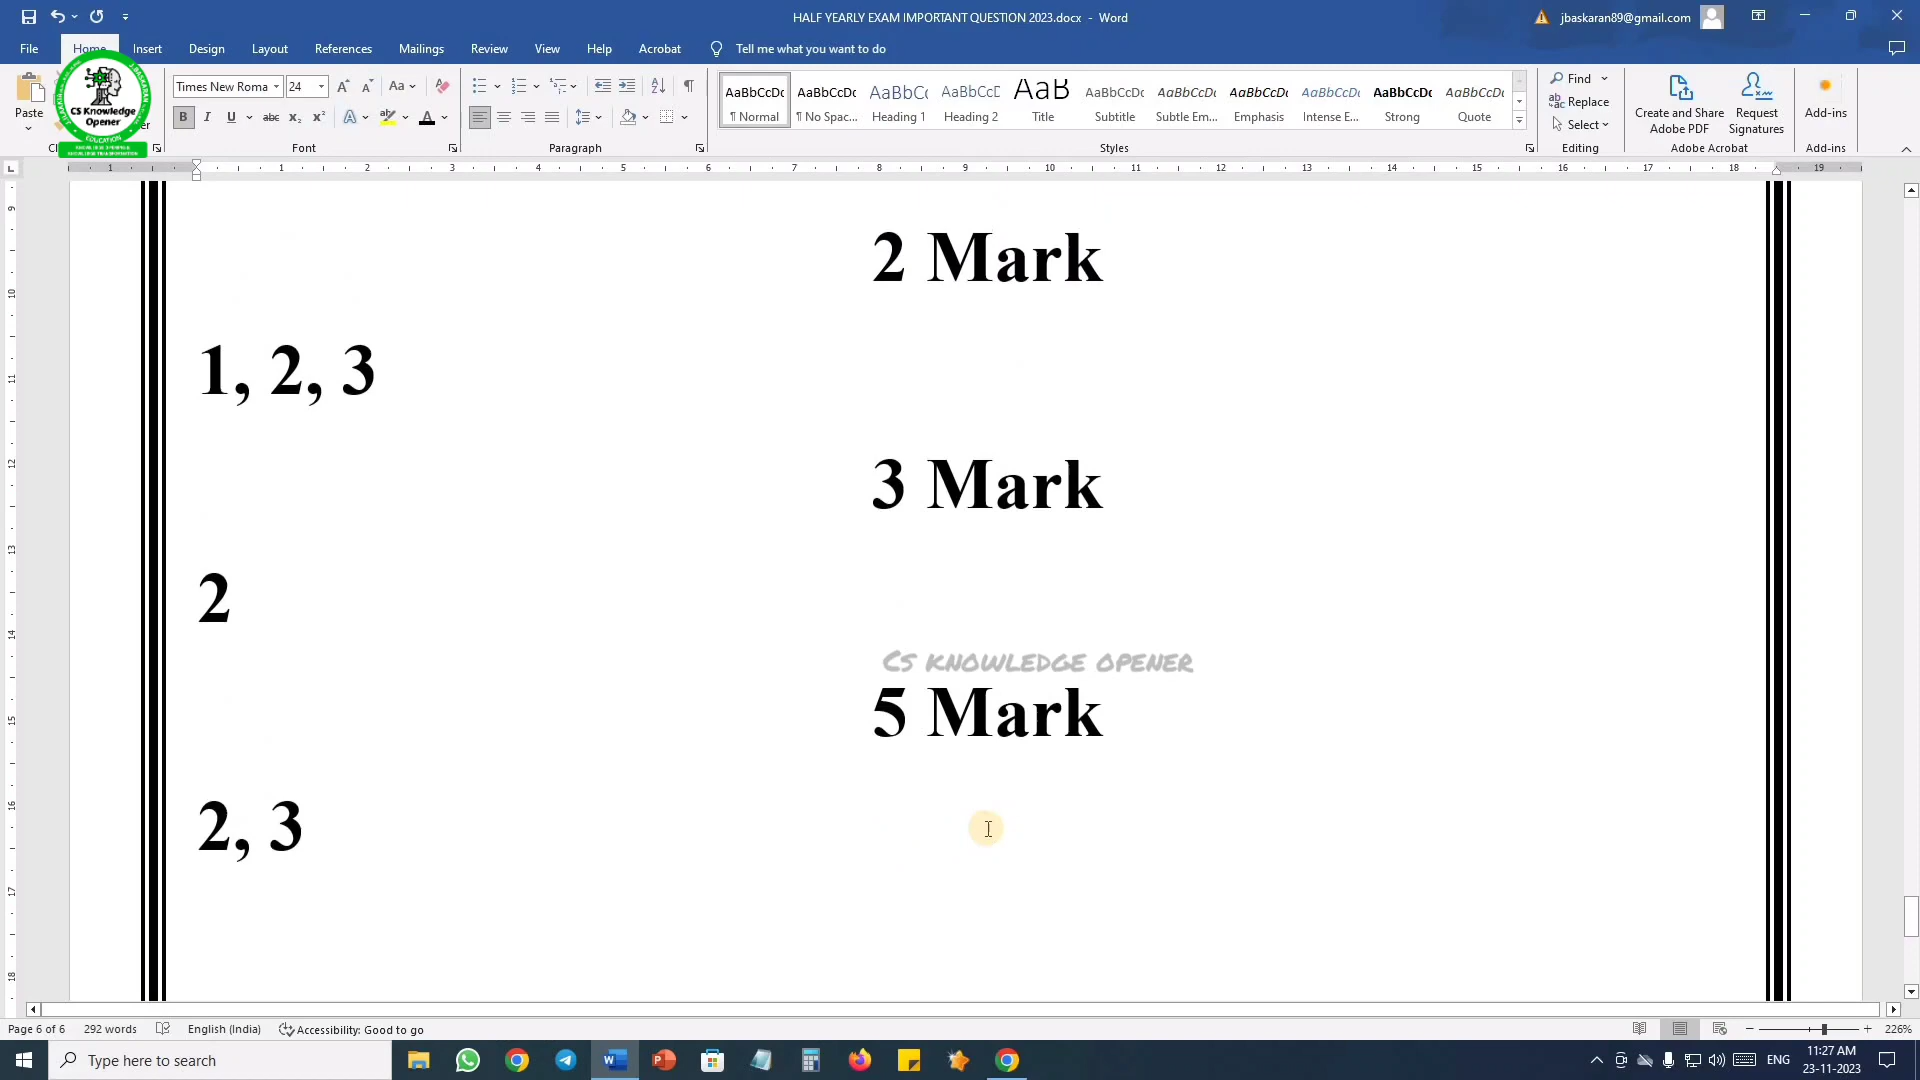 HALF YEARLY EXAM IMPORTANT QUESTION 2023.docx - Word
jbaskaran89@gmail.com
File Home Insert Design Layout References Mailings Review View Help Acrobat Tell me what you want to do
Paste
Times New Roma 24
Font
Paragraph
AaBbCcDc AaBbCcDc AaBbC AaBbCcD AaB AaBbCcDc AaBbCcDc AaBbCcDc AaBbCcDc AaBbCcDc AaBbCcDc
¶ Normal ¶ No Spac... Heading 1 Heading 2 Title Subtitle Subtle Em... Emphasis Intense E... Strong Quote
Styles
Find
Replace
Select
Editing
Create and Share Adobe PDF
Request Signatures
Adobe Acrobat
Add-ins
Add-ins
CS Knowledge
Opener
EDUCATION
2 Mark
1, 2, 3
3 Mark
2
CS KNOWLEDGE OPENER
5 Mark
2, 3
Page 6 of 6 292 words English (India) Accessibility: Good to go 226%
Type here to search
ENG
11:27 AM
23-11-2023